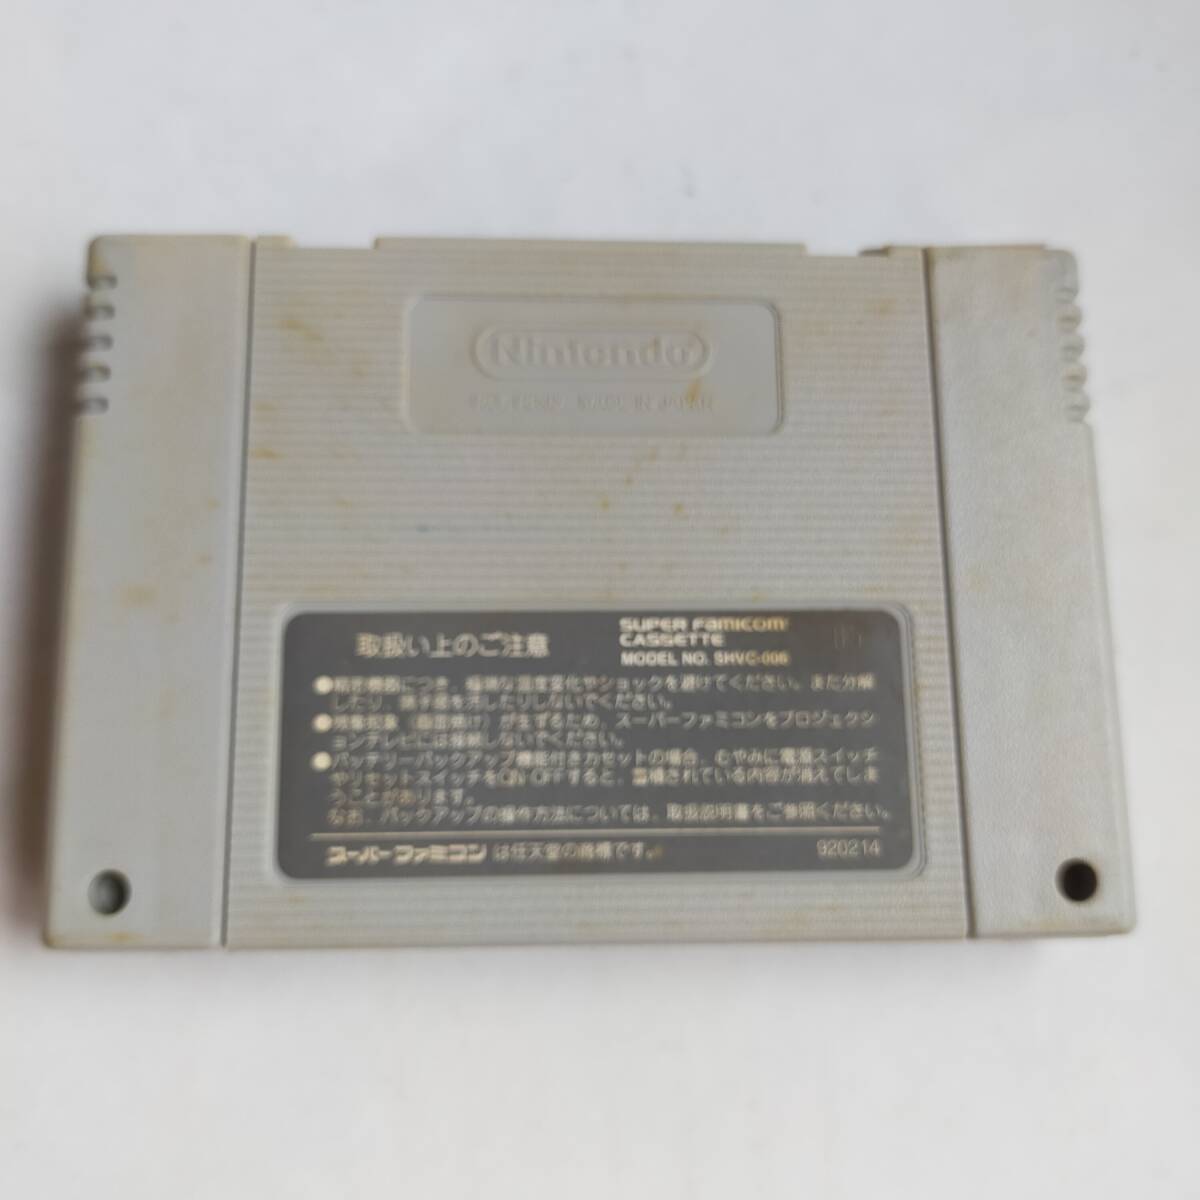 Nintendo
MADE IN JAPAN
取扱い上のご注意
SUPER FAMICOM
CASSETTE
MODEL NO. SHVC-006
●精密機器につき、極端な温度変化やショックを避けてください。また分解
したり、端子部を汚したりしないでください。
●残像現象（画面焼け）が生ずるため、スーパーファミコンをプロジェクシ
ョンテレビには接続しないでください。
●バッテリーバックアップ機能付きカセットの場合、むやみに電源スイッチ
やリセットスイッチをON/OFFすると、蓄積されている内容が消えてしま
うことがあります。
なお、バックアップの操作方法については、取扱説明書をご参照ください。
スーパーファミコンは任天堂の商標です。
920214